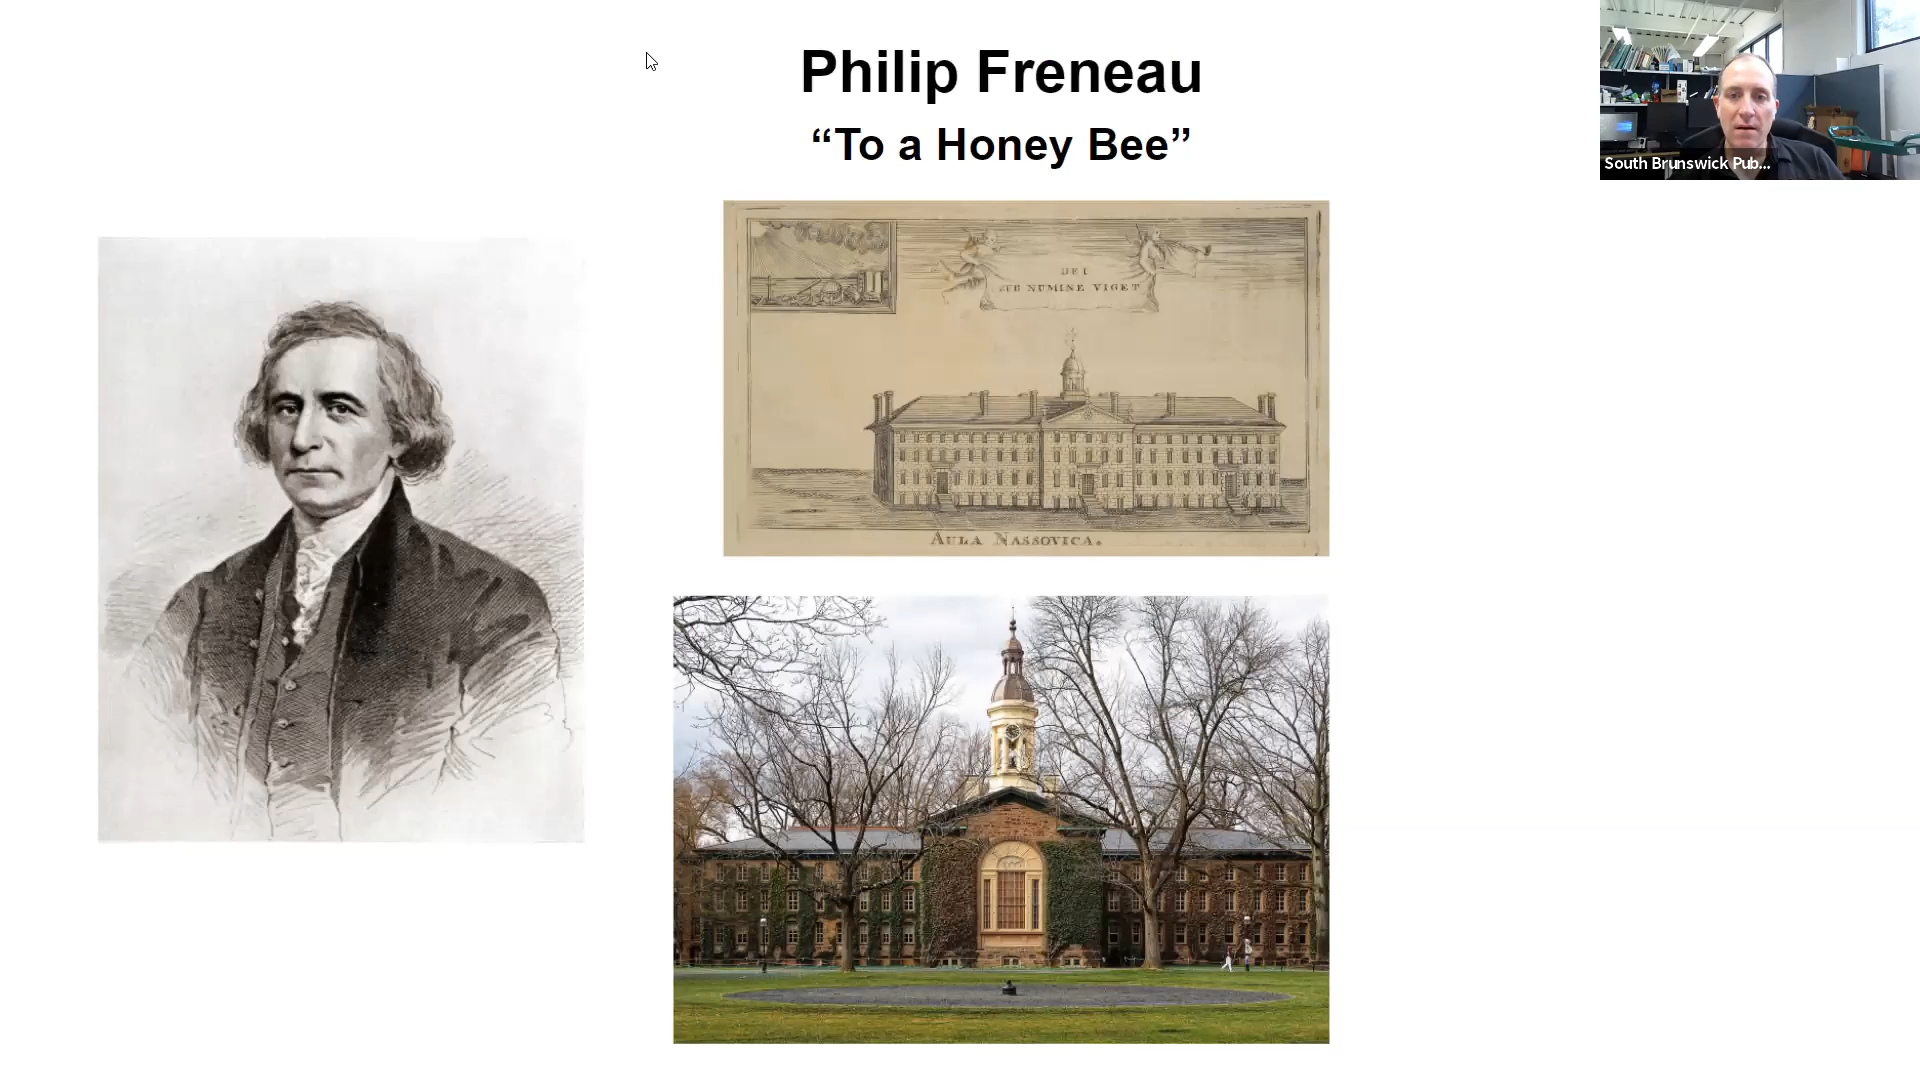 Philip Freneau
“To a Honey Bee”
South Brunswick Pub...
DEI
SUB NUMINE VIGET
AULA NASSOVICA.